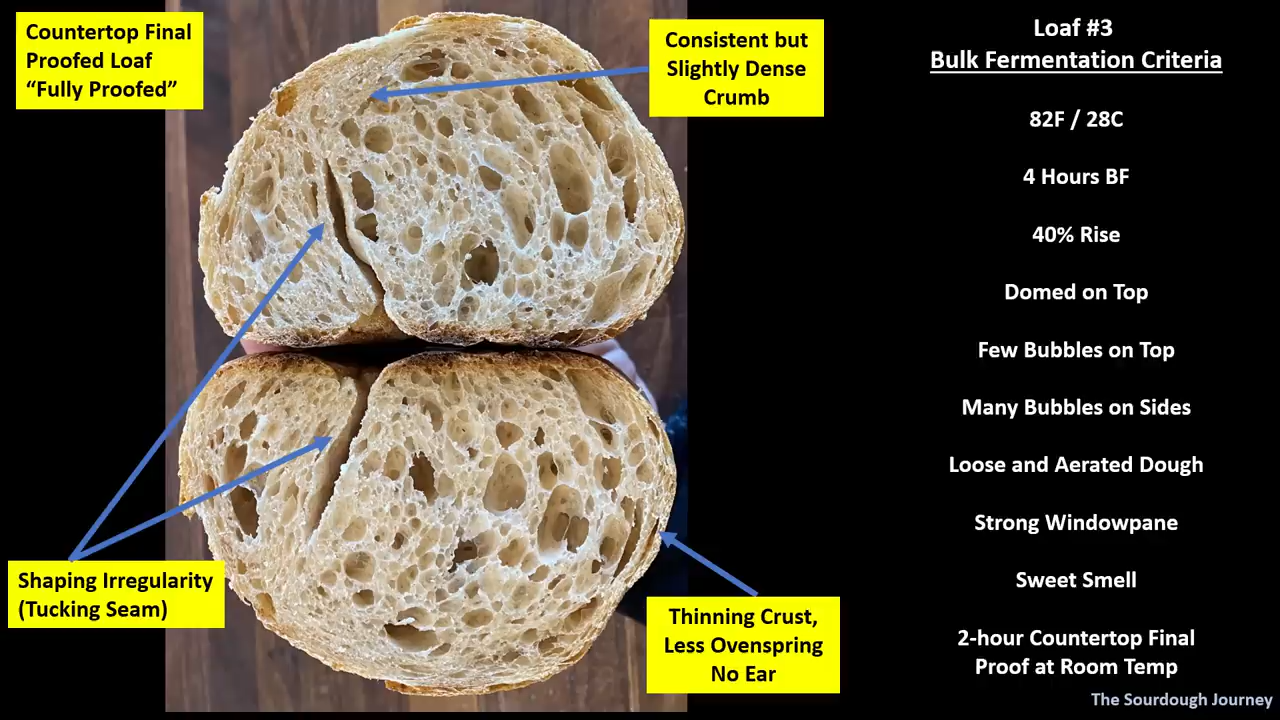 Countertop Final
Proofed Loaf
“Fully Proofed”
Consistent but
Slightly Dense
Crumb
Shaping Irregularity
(Tucking Seam)
Thinning Crust,
Less Ovenspring
No Ear
Loaf #3
Bulk Fermentation Criteria
82F / 28C
4 Hours BF
40% Rise
Domed on Top
Few Bubbles on Top
Many Bubbles on Sides
Loose and Aerated Dough
Strong Windowpane
Sweet Smell
2-hour Countertop Final
Proof at Room Temp
The Sourdough Journey